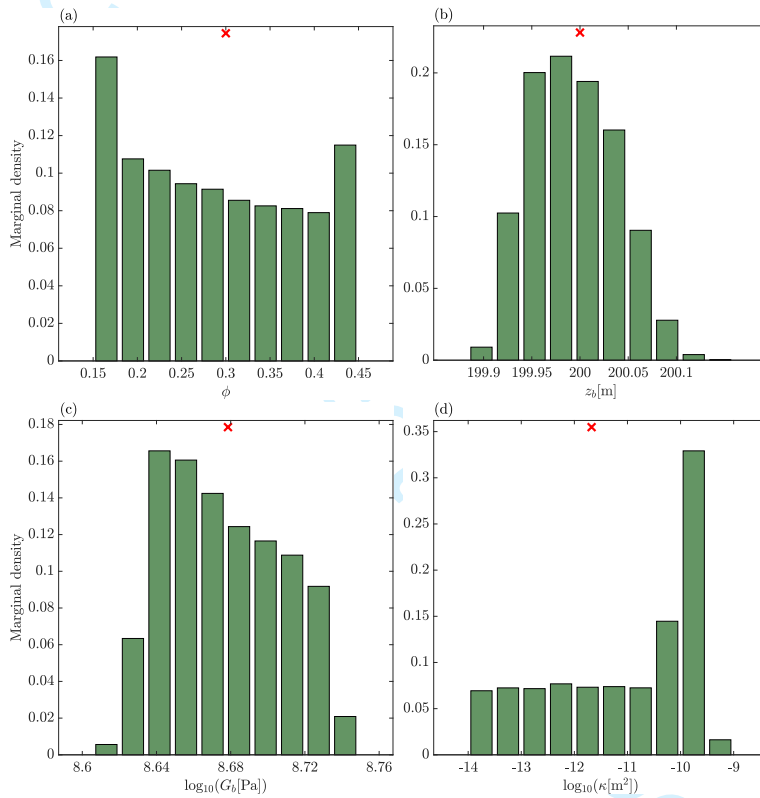 (a)
0.16
0.14
0.12
0.1
0.08
0.06
0.04
0.02
0
Marginal density
0.15 0.2 0.25 0.3 0.35 0.4 0.45
ϕ
(b)
0.2
0.15
0.1
0.05
0
199.9 199.95 200 200.05 200.1
z_b[m]
(c)
0.18
0.16
0.14
0.12
0.1
0.08
0.06
0.04
0.02
0
Marginal density
8.6 8.64 8.68 8.72 8.76
log₁₀(G_b[Pa])
(d)
0.35
0.3
0.25
0.2
0.15
0.1
0.05
0
-14 -13 -12 -11 -10 -9
log₁₀(κ[m²])